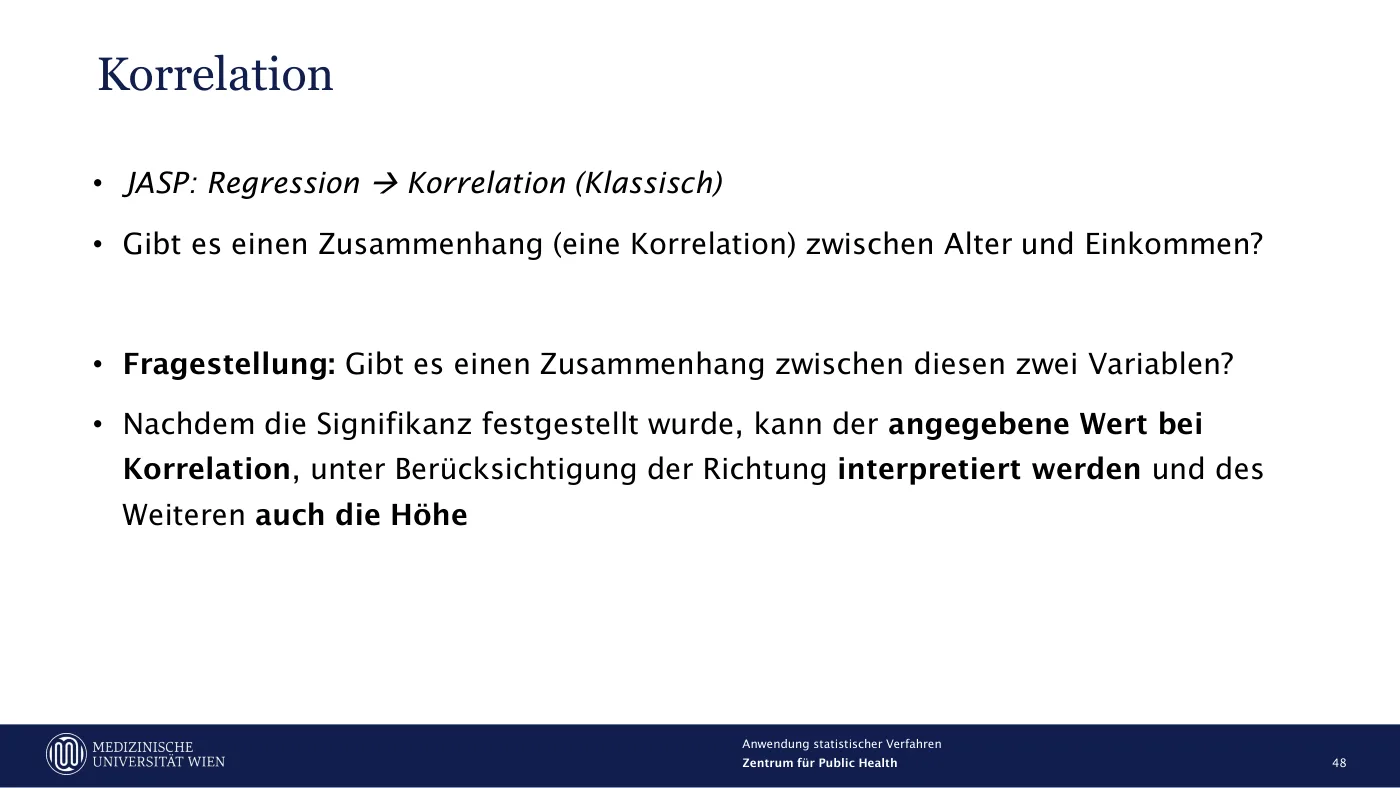 Korrelation
• JASP: Regression → Korrelation (Klassisch)
• Gibt es einen Zusammenhang (eine Korrelation) zwischen Alter und Einkommen?
• Fragestellung: Gibt es einen Zusammenhang zwischen diesen zwei Variablen?
• Nachdem die Signifikanz festgestellt wurde, kann der angegebene Wert bei
Korrelation, unter Berücksichtigung der Richtung interpretiert werden und des
Weiteren auch die Höhe
MEDIZINISCHE
UNIVERSITÄT WIEN
Anwendung statistischer Verfahren
Zentrum für Public Health
48